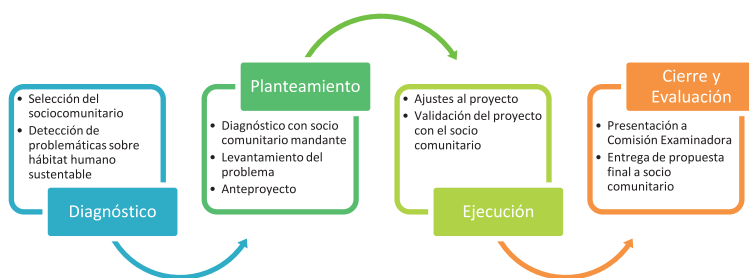 • Selección del
sociocomunitario
• Detección de
problemáticas sobre
hábitat humano
sustentable
Diagnóstico
Planteamiento
• Diagnóstico con socio
comunitario mandante
• Levantamiento del
problema
• Anteproyecto
• Ajustes al proyecto
• Validación del proyecto
con el socio
comunitario
Ejecución
Cierre y
Evaluación
• Presentación a
Comisión Examinadora
• Entrega de propuesta
final a socio
comunitario